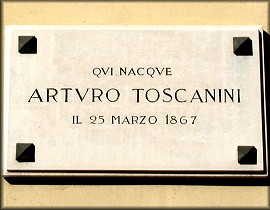 QVI NACQVE
ARTVRO TOSCANINI
IL 25 MARZO 1867